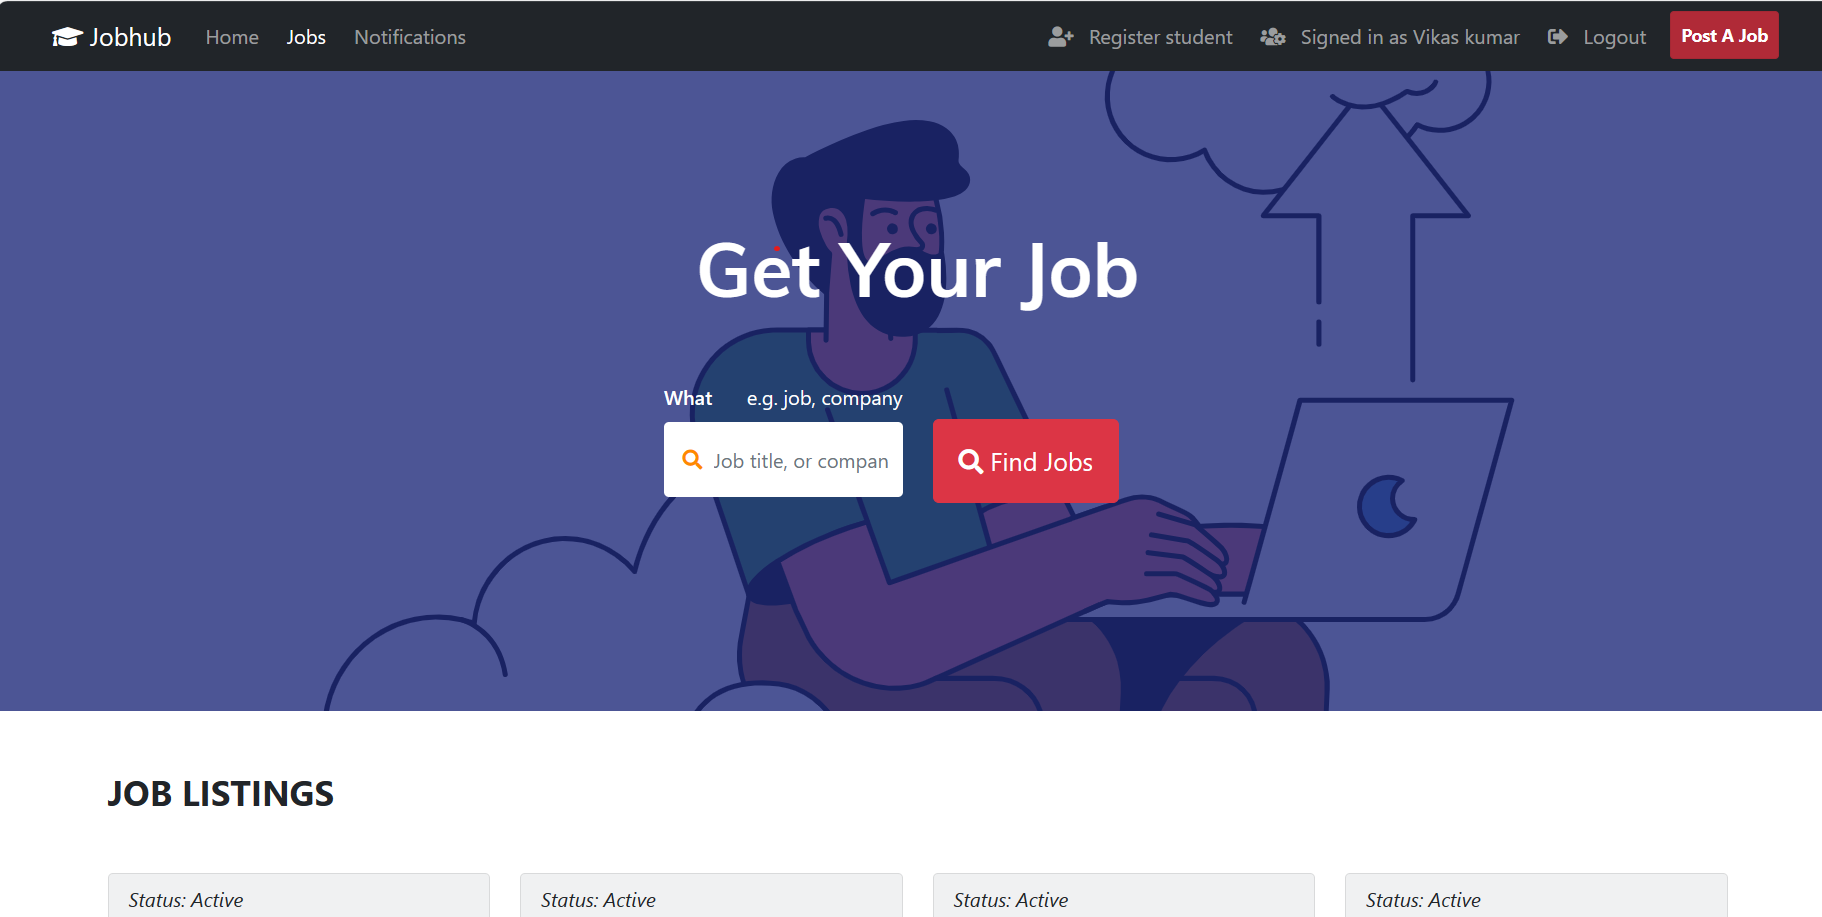 Jobhub Home Jobs Notifications Register student Signed in as Vikas kumar Logout Post A Job
Get Your Job
What e.g. job, company
Job title, or compan Find Jobs
JOB LISTINGS
Status: Active Status: Active Status: Active Status: Active